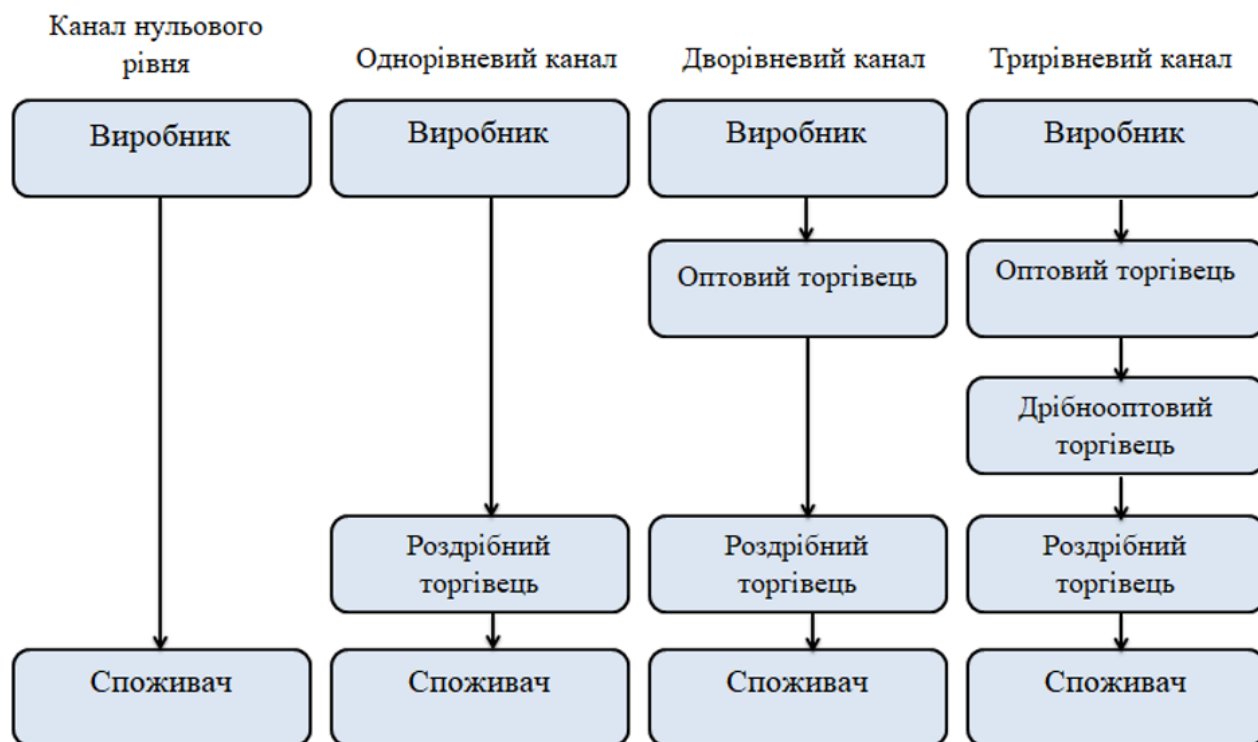 Канал нульового
рівня
Однорівневий канал
Дворівневий канал
Трирівневий канал
Виробник
Виробник
Виробник
Виробник
Оптовий торгівець
Оптовий торгівець
Дрібнооптовий
торгівець
Роздрібний
торгівець
Роздрібний
торгівець
Роздрібний
торгівець
Споживач
Споживач
Споживач
Споживач